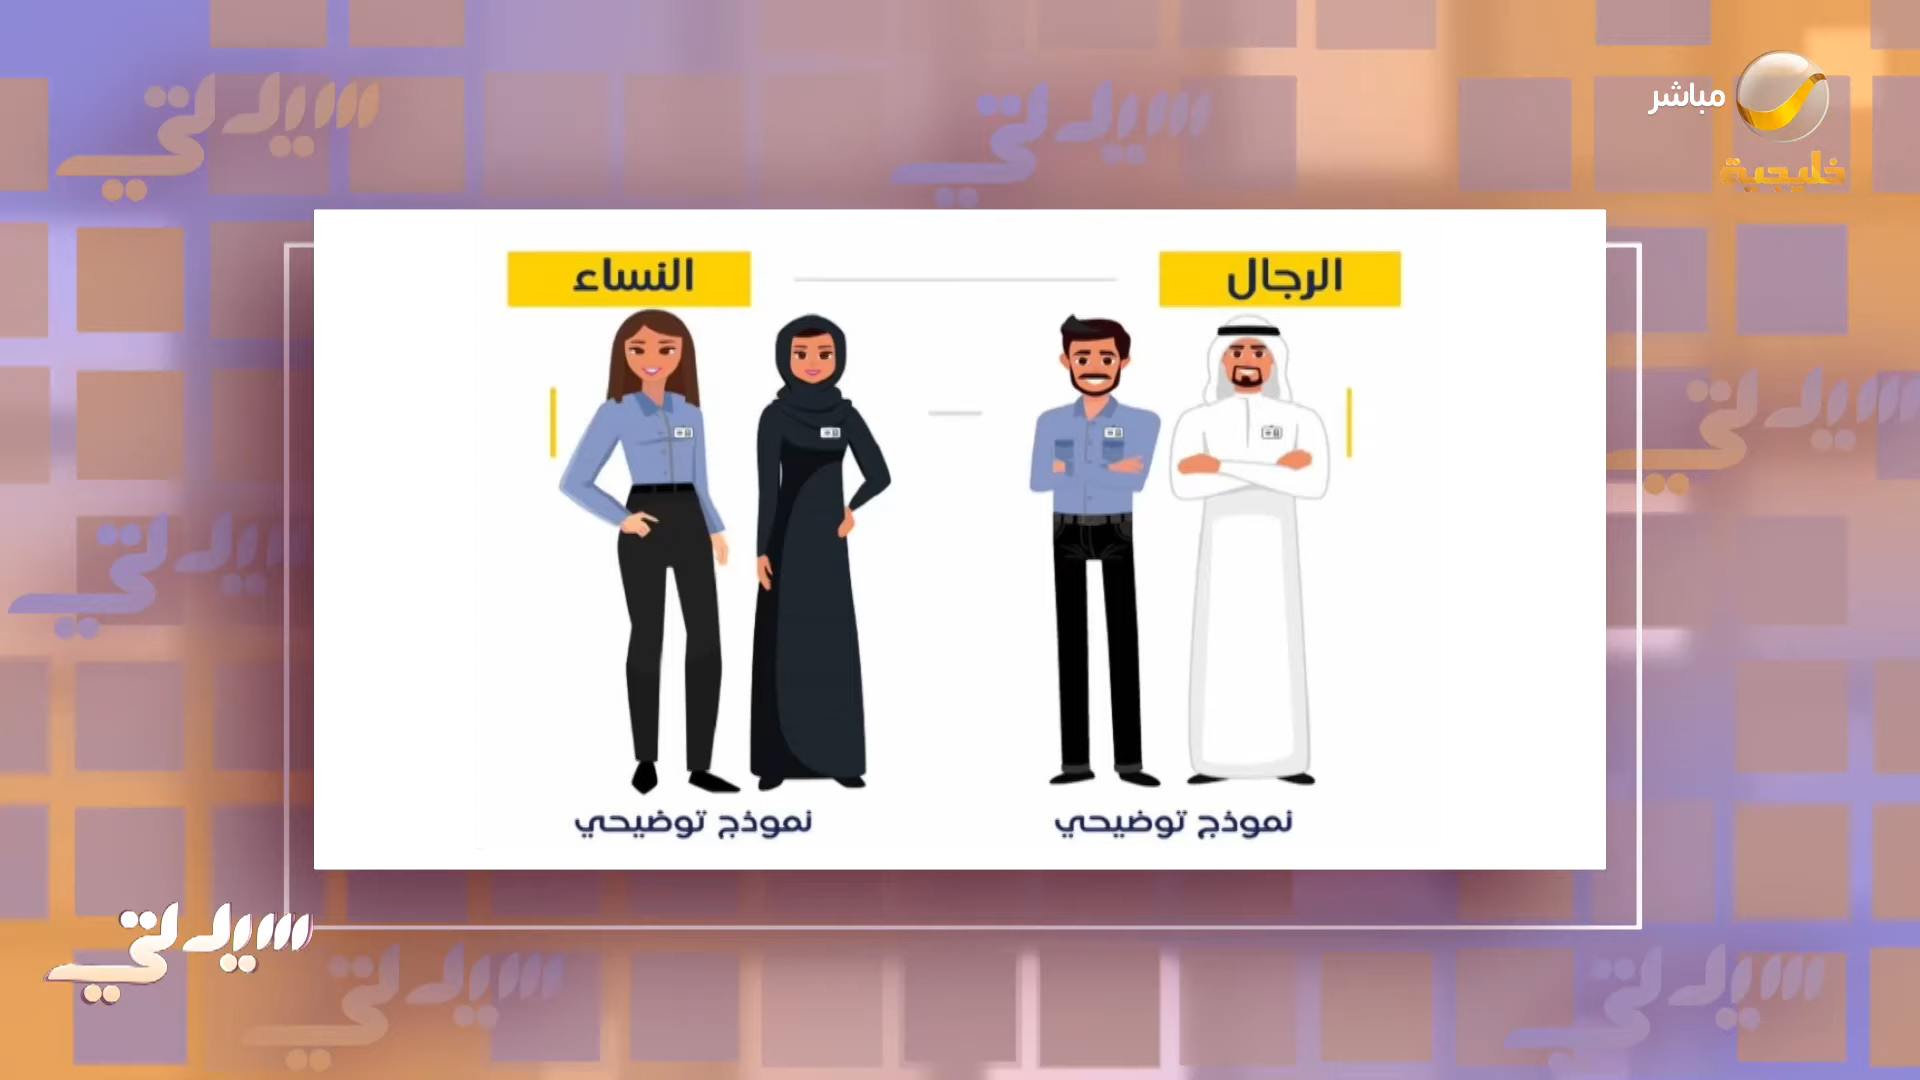 مباشر
خليجية
الرجال
النساء
نموذج توضيحي
نموذج توضيحي
سيدتي